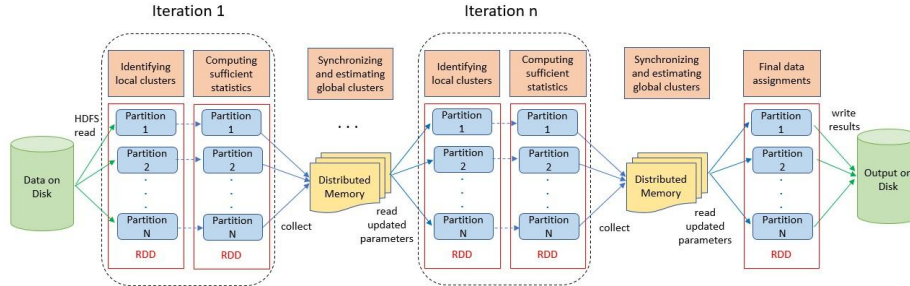 Iteration 1
Iteration n
Identifying
local clusters
Computing
sufficient
statistics
Synchronizing
and estimating
global clusters
Identifying
local clusters
Computing
sufficient
statistics
Synchronizing
and estimating
global clusters
Final data
assignments
HDFS
read
Data on
Disk
Partition
1
Partition
2
.
.
.
Partition
N
RDD
Partition
1
Partition
2
.
.
.
Partition
N
RDD
collect
. . .
Distributed
Memory
read
updated
parameters
Partition
1
Partition
2
.
.
.
Partition
N
RDD
Partition
1
Partition
2
.
.
.
Partition
N
RDD
collect
Distributed
Memory
read
updated
parameters
Partition
1
Partition
2
.
.
.
Partition
N
RDD
write
results
Output on
Disk